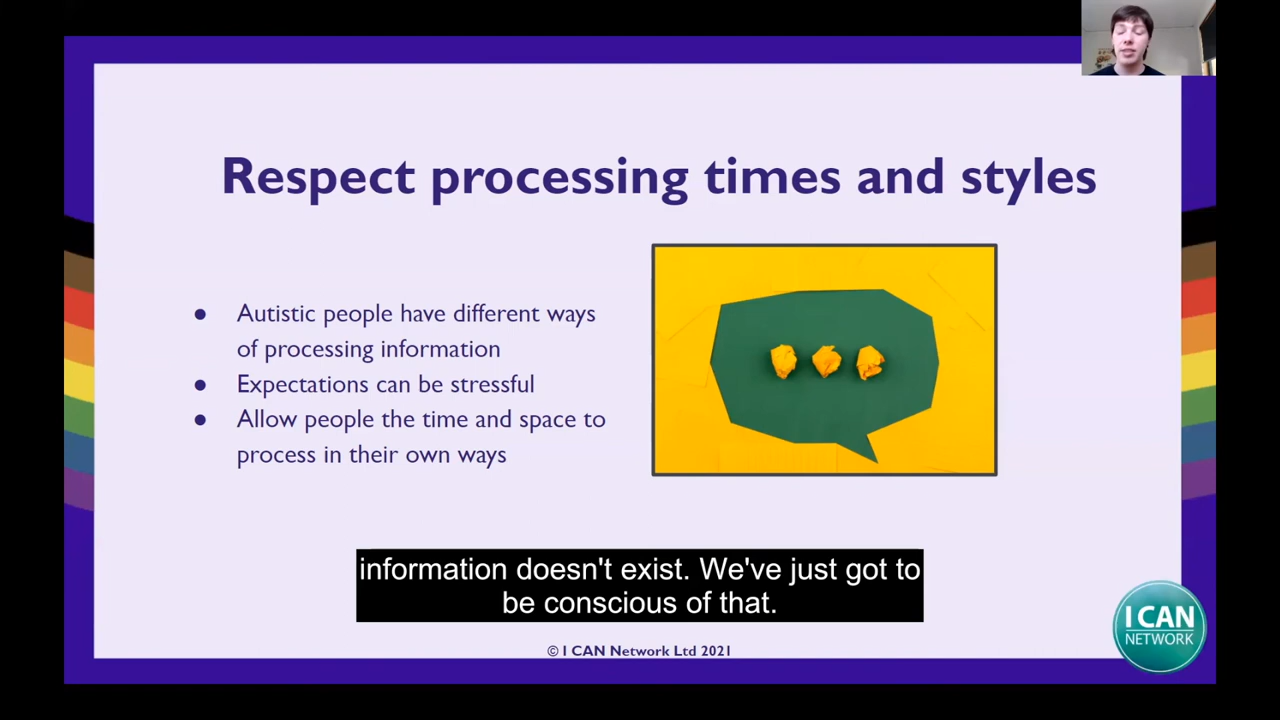 Respect processing times and styles
● Autistic people have different ways
of processing information
● Expectations can be stressful
● Allow people the time and space to
process in their own ways
information doesn't exist. We've just got to
be conscious of that.
I CAN
NETWORK
© I CAN Network Ltd 2021